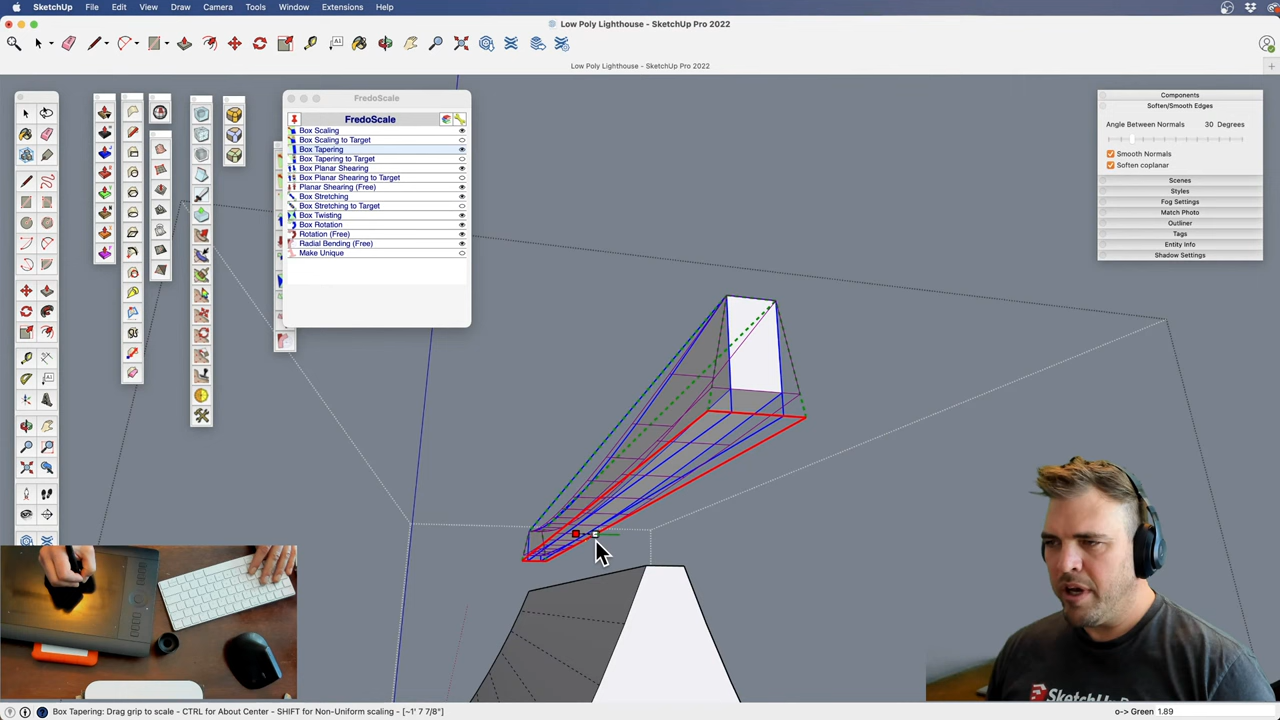 SketchUp File Edit View Draw Camera Tools Window Extensions Help
Low Poly Lighthouse - SketchUp Pro 2022
Low Poly Lighthouse - SketchUp Pro 2022
FredoScale
FredoScale
Box Scaling
Box Scaling to Target
Box Tapering
Box Tapering to Target
Box Planar Shearing
Box Planar Shearing to Target
Planar Shearing (Free)
Box Stretching
Box Stretching to Target
Box Twisting
Box Rotation
Rotation (Free)
Radial Bending (Free)
Make Unique
Components
Soften/Smooth Edges
Angle Between Normals 30 Degrees
Smooth Normals
Soften coplanar
Scenes
Styles
Fog Settings
Match Photo
Outliner
Tags
Entity Info
Shadow Settings
SketchUp
Box Tapering: Drag grip to scale - CTRL for About Center - SHIFT for Non-Uniform scaling - [~1' 7 7/8"] o-> Green 1.89